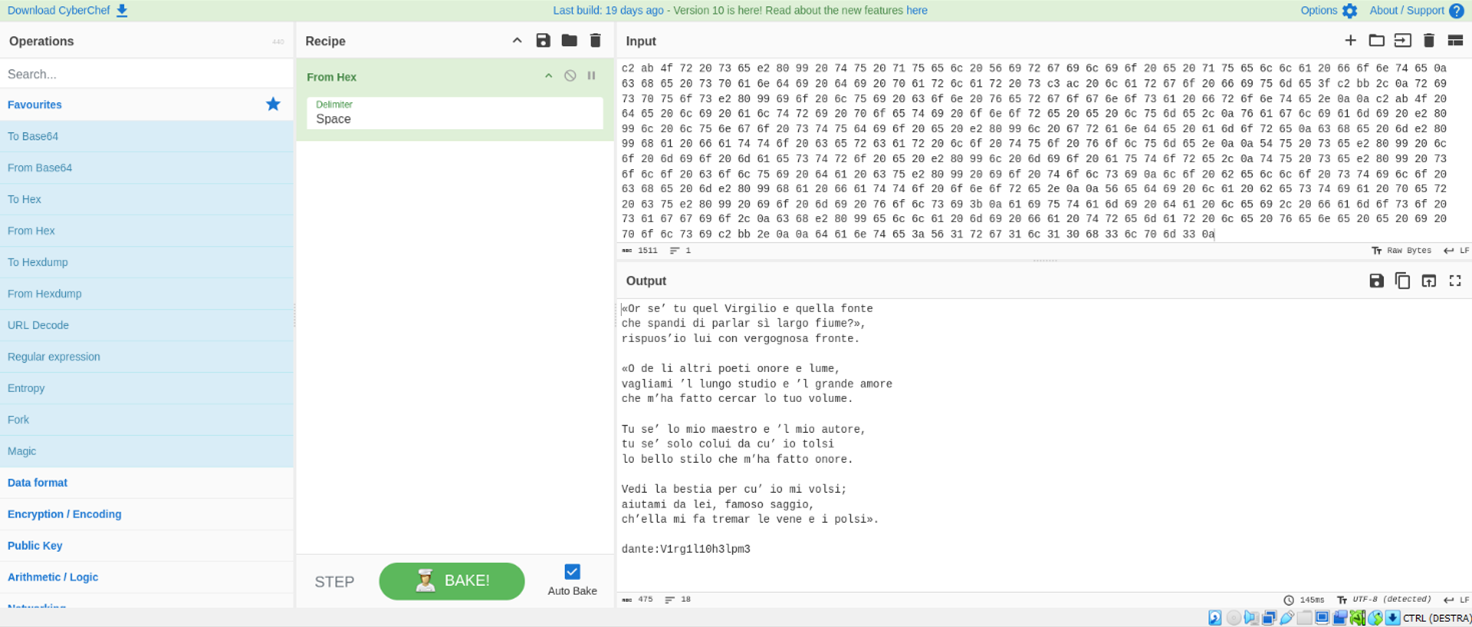 Download CyberChef
Last build: 19 days ago - Version 10 is here! Read about the new features here
Options
About / Support
Operations
440
Search...
Favourites
To Base64
From Base64
To Hex
From Hex
To Hexdump
From Hexdump
URL Decode
Regular expression
Entropy
Fork
Magic
Data format
Encryption / Encoding
Public Key
Arithmetic / Logic
Recipe
From Hex
Delimiter
Space
STEP
BAKE!
Auto Bake
Input
c2 ab 4f 72 20 73 65 e2 80 99 20 74 75 20 71 75 65 6c 20 56 69 72 67 69 6c 69 6f 20 65 20 71 75 65 6c 6c 61 20 66 6f 6e 74 65 0a
63 68 65 20 73 70 61 6e 64 69 20 64 69 20 70 61 72 6c 61 72 20 73 c3 ac 20 6c 61 72 67 6f 20 66 69 75 6d 65 3f c2 bb 2c 0a 72 69
73 70 75 6f 73 e2 80 99 69 6f 20 6c 75 69 20 63 6f 6e 20 76 65 72 67 6f 67 6e 6f 73 61 20 66 72 6f 6e 74 65 2e 0a 0a c2 ab 4f 20
64 65 20 6c 69 20 61 6c 74 72 69 20 70 6f 65 74 69 20 6f 6e 6f 72 65 20 65 20 6c 75 6d 65 2c 0a 76 61 67 6c 69 61 6d 69 20 e2 80
99 6c 20 6c 75 6e 67 6f 20 73 74 75 64 69 6f 20 65 20 e2 80 99 6c 20 67 72 61 6e 64 65 20 61 6d 6f 72 65 0a 63 68 65 20 6d e2 80
99 68 61 20 66 61 74 74 6f 20 63 65 72 63 61 72 20 6c 6f 20 74 75 6f 20 76 6f 6c 75 6d 65 2e 0a 0a 54 75 20 73 65 e2 80 99 20 6c
6f 20 6d 69 6f 20 6d 61 65 73 74 72 6f 20 65 20 e2 80 99 6c 20 6d 69 6f 20 61 75 74 6f 72 65 2c 0a 74 75 20 73 65 e2 80 99 20 73
6f 6c 6f 20 63 6f 6c 75 69 20 64 61 20 63 75 e2 80 99 20 69 6f 20 74 6f 6c 73 69 0a 6c 6f 20 62 65 6c 6c 6f 20 73 74 69 6c 6f 20
63 68 65 20 6d e2 80 99 68 61 20 66 61 74 74 6f 20 6f 6e 6f 72 65 2e 0a 0a 56 65 64 69 20 6c 61 20 62 65 73 74 69 61 20 70 65 72
20 63 75 e2 80 99 20 69 6f 20 6d 69 20 76 6f 6c 73 69 3b 0a 61 69 75 74 61 6d 69 20 64 61 20 6c 65 69 2c 20 66 61 6d 6f 73 6f 20
73 61 67 67 69 6f 2c 0a 63 68 e2 80 99 65 6c 6c 61 20 6d 69 20 66 61 20 74 72 65 6d 61 72 20 6c 65 20 76 65 6e 65 20 65 20 69 20
70 6f 6c 73 69 c2 bb 2e 0a 0a 64 61 6e 74 65 3a 56 31 72 67 31 6c 31 30 68 33 6c 70 6d 33 0a
1511 1
Raw Bytes
LF
Output
«Or se’ tu quel Virgilio e quella fonte
che spandi di parlar sì largo fiume?»,
rispuos’io lui con vergognosa fronte.
«O de li altri poeti onore e lume,
vagliami ’l lungo studio e ’l grande amore
che m’ha fatto cercar lo tuo volume.
Tu se’ lo mio maestro e ’l mio autore,
tu se’ solo colui da cu’ io tolsi
lo bello stilo che m’ha fatto onore.
Vedi la bestia per cu’ io mi volsi;
aiutami da lei, famoso saggio,
ch’ella mi fa tremar le vene e i polsi».
dante:V1rg1l10h3lpm3
475 18
145ms
UTF-8 (detected)
LF
CTRL (DESTRA)